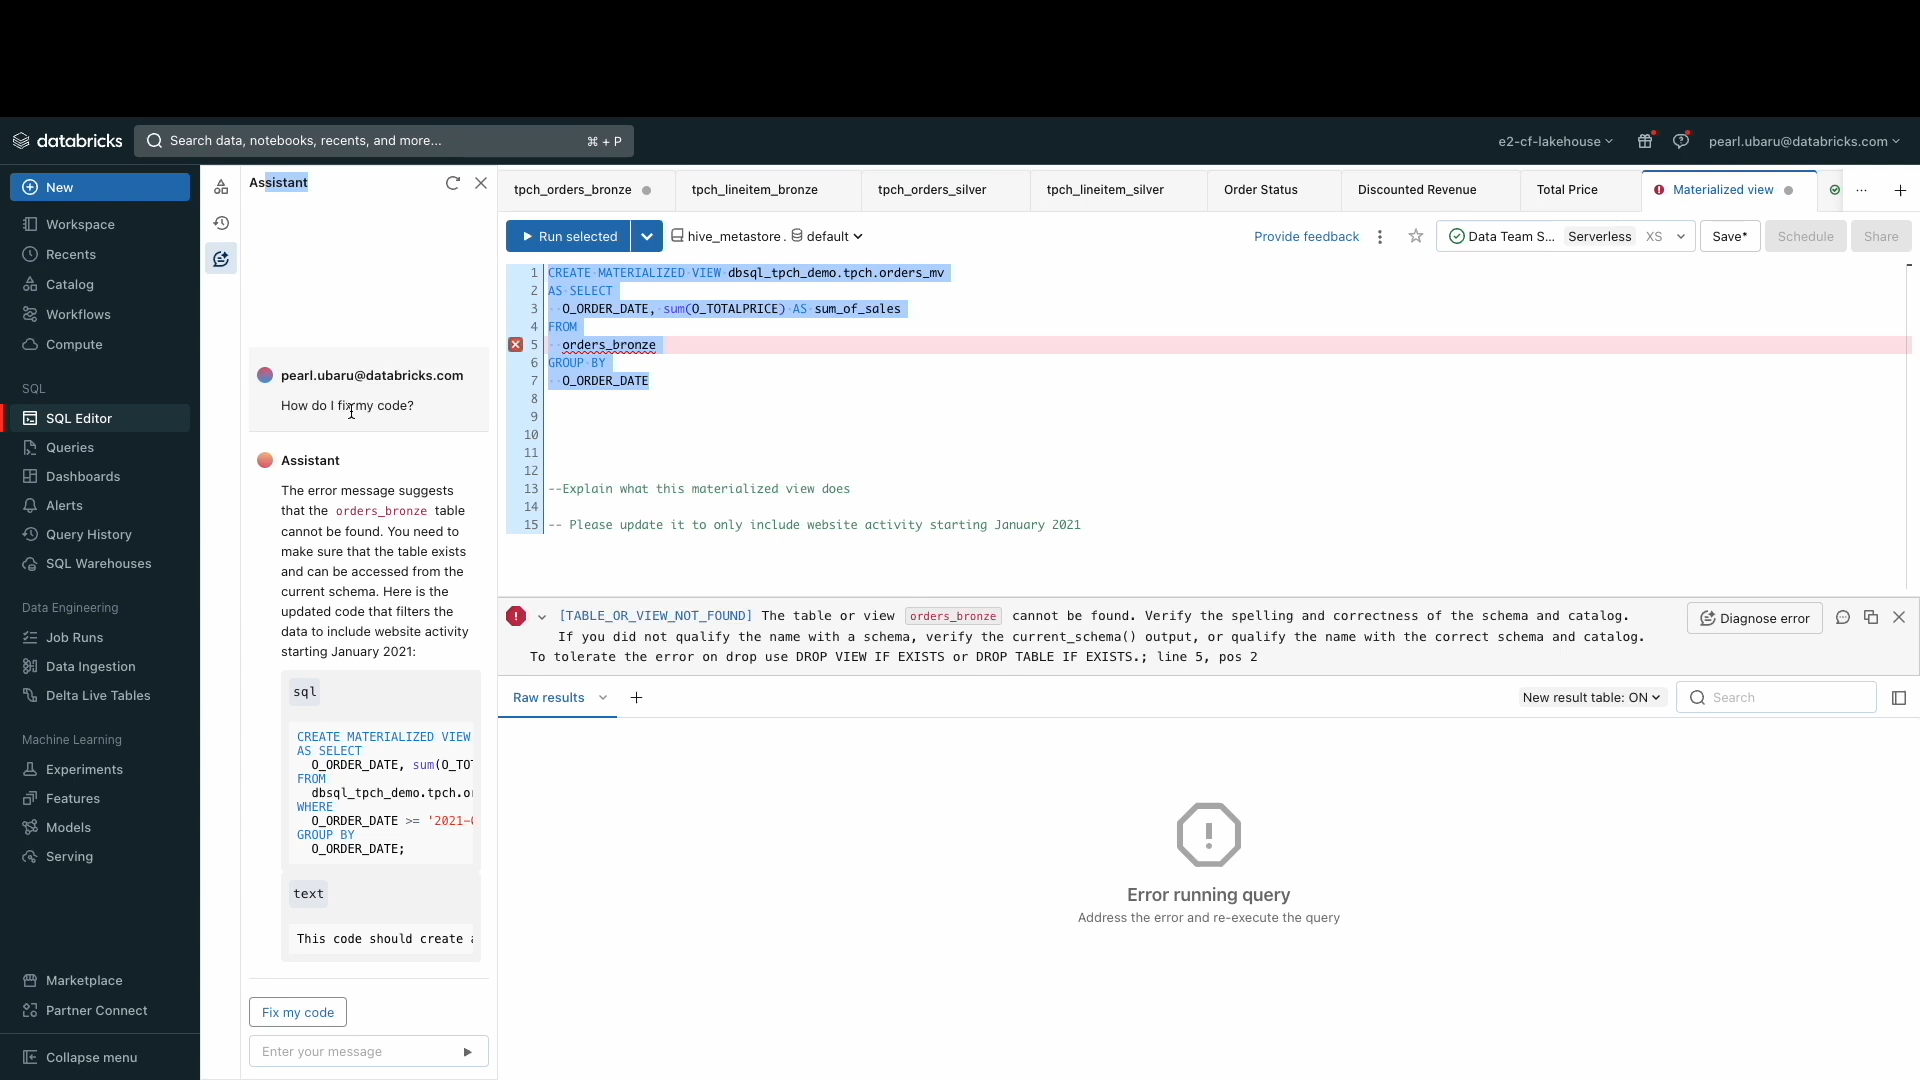 databricks
Search data, notebooks, recents, and more...
⌘ + P
e2-cf-lakehouse
pearl.ubaru@databricks.com
New
Workspace
Recents
Catalog
Workflows
Compute
SQL
SQL Editor
Queries
Dashboards
Alerts
Query History
SQL Warehouses
Data Engineering
Job Runs
Data Ingestion
Delta Live Tables
Machine Learning
Experiments
Features
Models
Serving
Marketplace
Partner Connect
Collapse menu
Assistant
pearl.ubaru@databricks.com
How do I fix my code?
Assistant
The error message suggests
that the orders_bronze table
cannot be found. You need to
make sure that the table exists
and can be accessed from the
current schema. Here is the
updated code that filters the
data to include website activity
starting January 2021:
sql
CREATE MATERIALIZED VIEW
AS SELECT
O_ORDER_DATE, sum(O_TOT
FROM
dbsql_tpch_demo.tpch.or
WHERE
O_ORDER_DATE >= '2021-0
GROUP BY
O_ORDER_DATE;
text
This code should create a
Fix my code
Enter your message
tpch_orders_bronze
tpch_lineitem_bronze
tpch_orders_silver
tpch_lineitem_silver
Order Status
Discounted Revenue
Total Price
Materialized view
Run selected
hive_metastore .
default
Provide feedback
Data Team S...
Serverless
XS
Save*
Schedule
Share
1 CREATE MATERIALIZED VIEW dbsql_tpch_demo.tpch.orders_mv
2 AS SELECT
3 O_ORDER_DATE, sum(O_TOTALPRICE) AS sum_of_sales
4 FROM
5 orders_bronze
6 GROUP BY
7 O_ORDER_DATE
8
9
10
11
12
13 --Explain what this materialized view does
14
15 -- Please update it to only include website activity starting January 2021
[TABLE_OR_VIEW_NOT_FOUND] The table or view orders_bronze cannot be found. Verify the spelling and correctness of the schema and catalog.
If you did not qualify the name with a schema, verify the current_schema() output, or qualify the name with the correct schema and catalog.
To tolerate the error on drop use DROP VIEW IF EXISTS or DROP TABLE IF EXISTS.; line 5, pos 2
Diagnose error
Raw results
New result table: ON
Search
Error running query
Address the error and re-execute the query